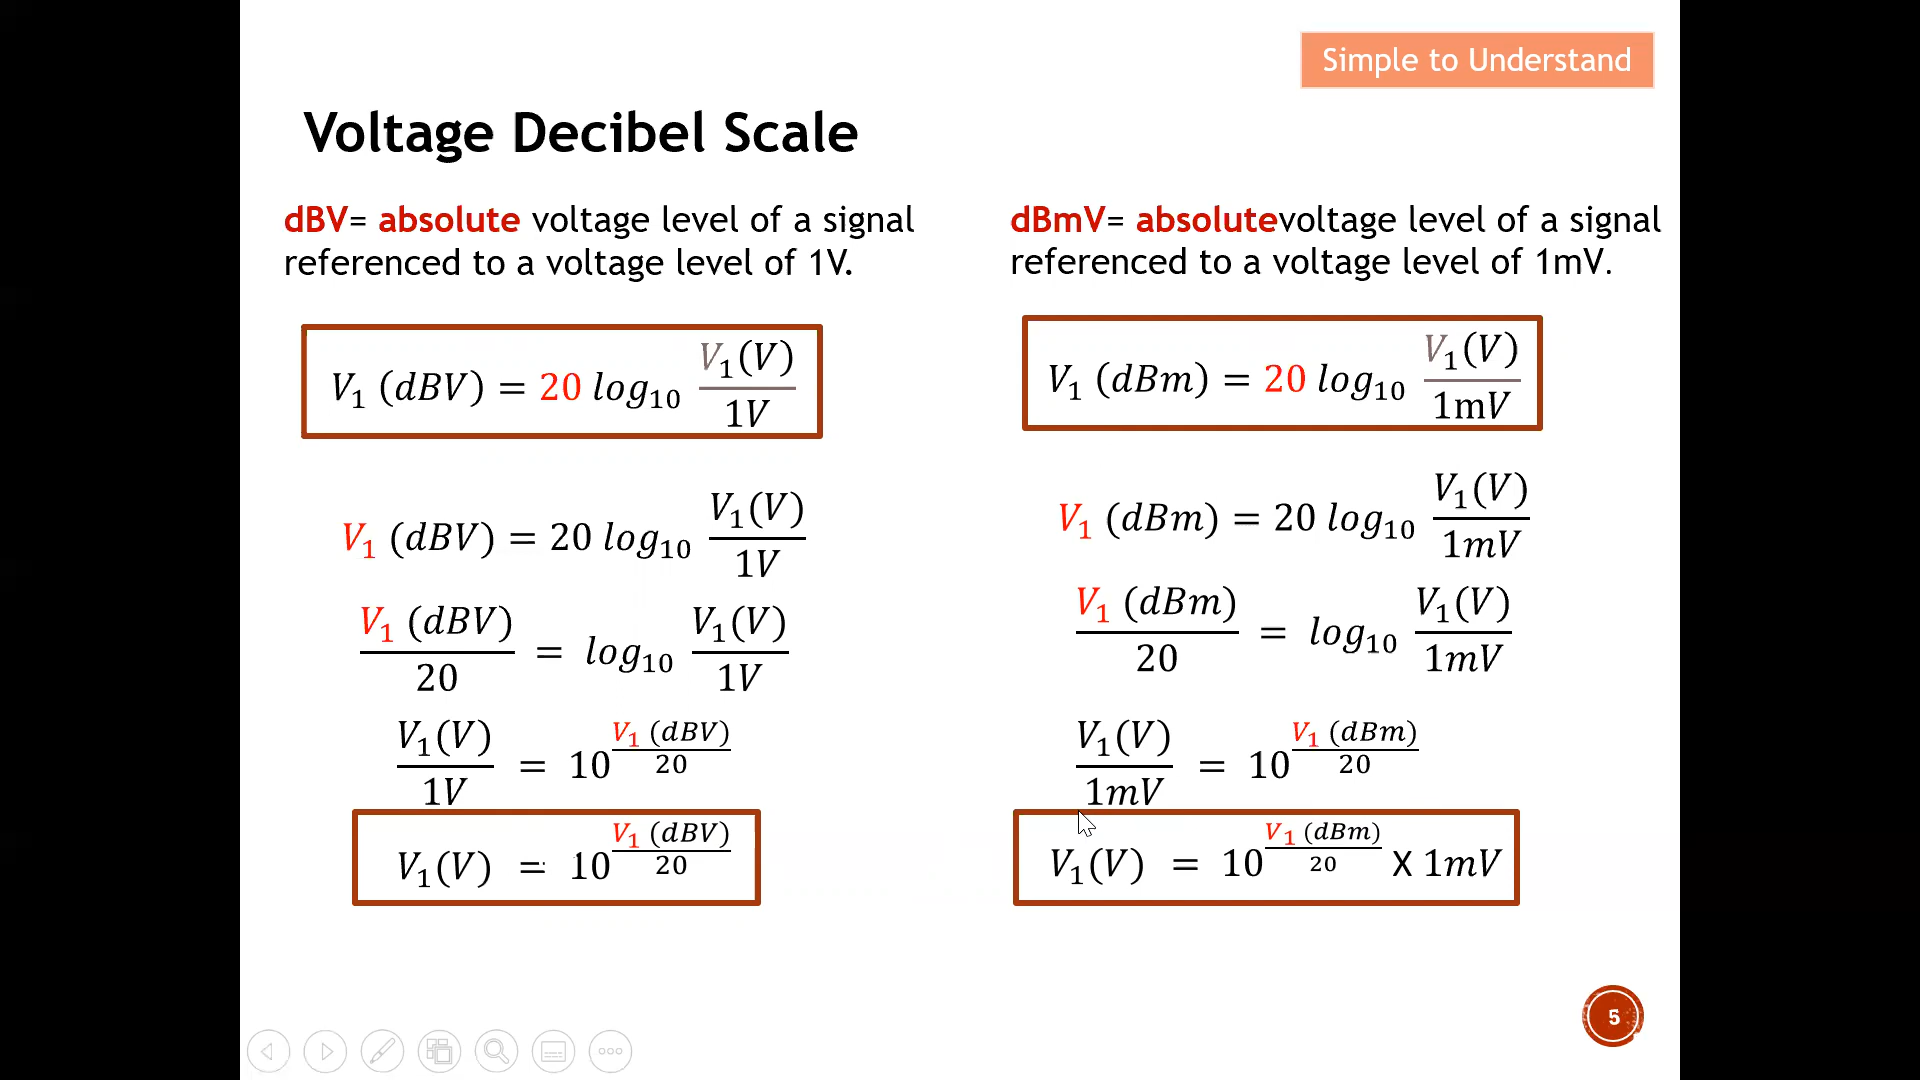 Simple to Understand
Voltage Decibel Scale
dBV= absolute voltage level of a signal
referenced to a voltage level of 1V.
V₁ (dBV) = 20 log₁₀ V₁(V)/1V
V₁ (dBV) = 20 log₁₀ V₁(V)/1V
V₁ (dBV)/20 = log₁₀ V₁(V)/1V
V₁(V)/1V = 10^(V₁ (dBV)/20)
V₁(V) = 10^(V₁ (dBV)/20)
dBmV= absolutevoltage level of a signal
referenced to a voltage level of 1mV.
V₁ (dBm) = 20 log₁₀ V₁(V)/1mV
V₁ (dBm) = 20 log₁₀ V₁(V)/1mV
V₁ (dBm)/20 = log₁₀ V₁(V)/1mV
V₁(V)/1mV = 10^(V₁ (dBm)/20)
V₁(V) = 10^(V₁ (dBm)/20) X 1mV
5